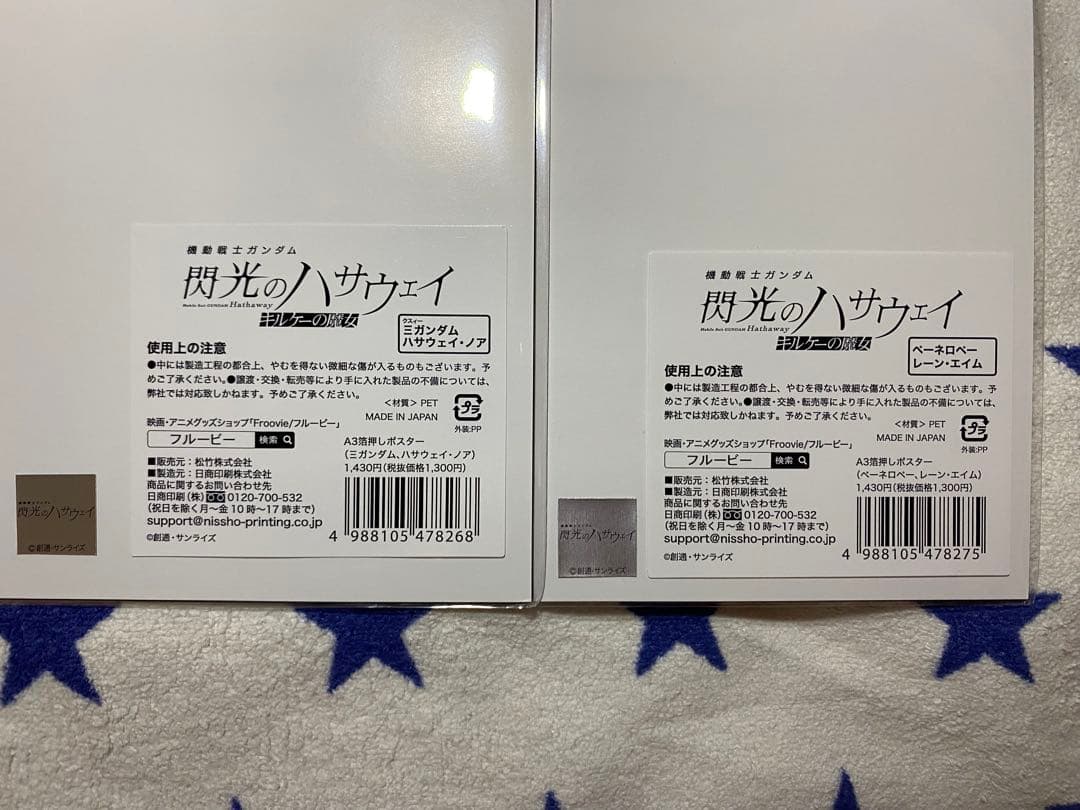 機動戦士ガンダム
閃光のハサウェイ
Mobile Suit GUNDAM Hathaway
キルケーの魔女
クスィー
Ξガンダム
ハサウェイ・ノア
使用上の注意
●中には製造工程の都合上、やむを得ない微細な傷が入るものもございます。予
めご了承ください。●譲渡・交換・転売等により手に入れた製品の不備については、
弊社では対応致しかねます。予めご了承ください。
<材質> PET
MADE IN JAPAN
プラ
外装:PP
映画・アニメグッズショップ「Froovie/フルービー」
フルービー 検索
■販売元:松竹株式会社
■製造元:日商印刷株式会社
商品に関するお問い合わせ先
日商印刷(株) 0120-700-532
(祝日を除く月〜金 10時〜17時まで)
support@nissho-printing.co.jp
©創通・サンライズ
A3箔押しポスター
(Ξガンダム、ハサウェイ・ノア)
1,430円(税抜価格1,300円)
4 988105 478268
閃光のハサウェイ
©創通・サンライズ
機動戦士ガンダム
閃光のハサウェイ
Mobile Suit GUNDAM Hathaway
キルケーの魔女
ペーネロペー
レーン・エイム
使用上の注意
●中には製造工程の都合上、やむを得ない微細な傷が入るものもございます。予
めご了承ください。●譲渡・交換・転売等により手に入れた製品の不備については、
弊社では対応致しかねます。予めご了承ください。
<材質> PET
MADE IN JAPAN
プラ
外装:PP
映画・アニメグッズショップ「Froovie/フルービー」
フルービー 検索
■販売元:松竹株式会社
■製造元:日商印刷株式会社
商品に関するお問い合わせ先
日商印刷(株) 0120-700-532
(祝日を除く月〜金 10時〜17時まで)
support@nissho-printing.co.jp
©創通・サンライズ
A3箔押しポスター
(ペーネロペー、レーン・エイム)
1,430円(税抜価格1,300円)
4 988105 478275
閃光のハサウェイ
©創通・サンライズ